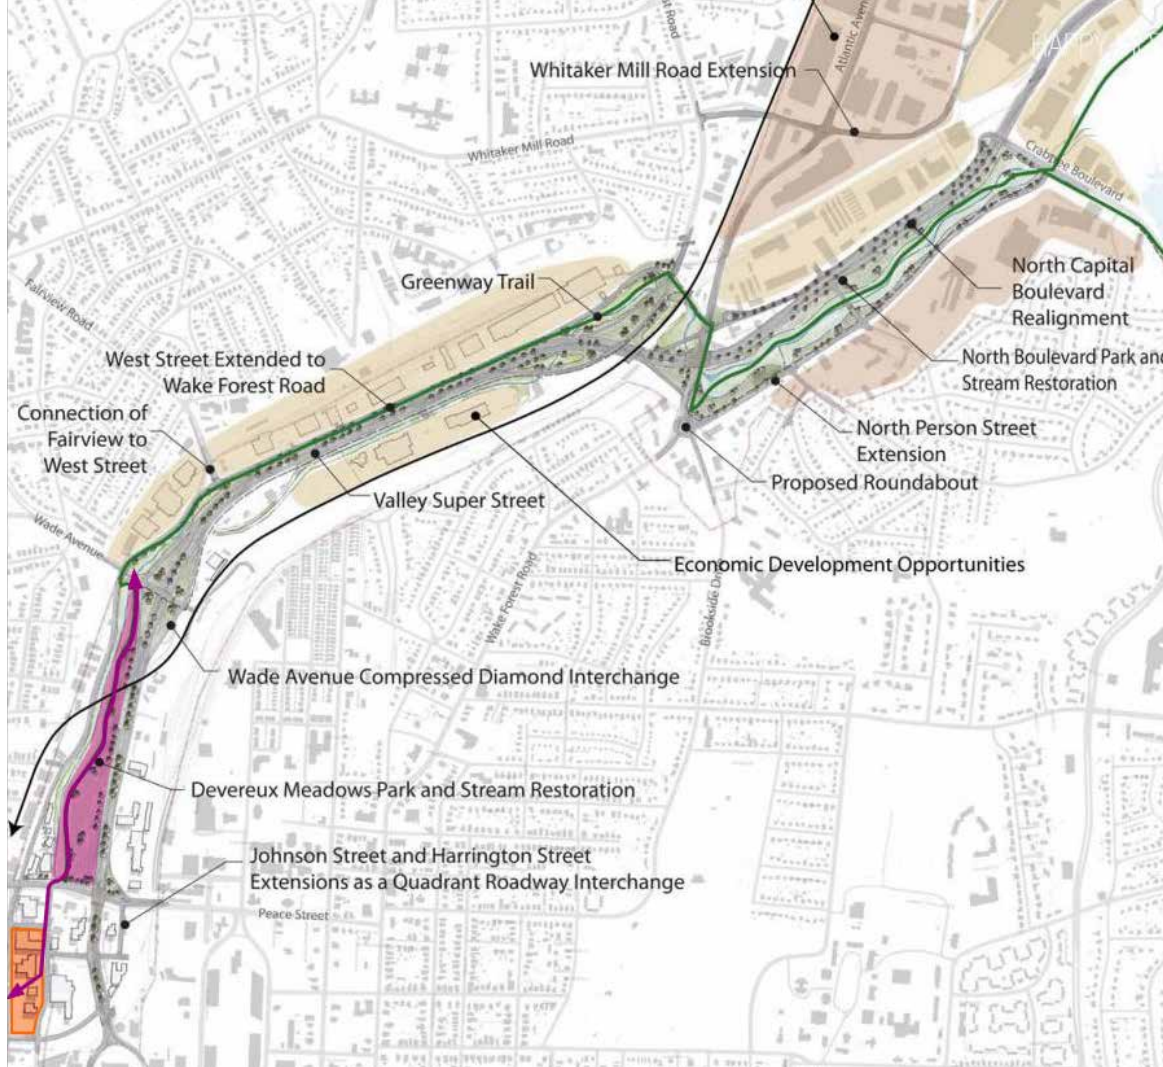 Whitaker Mill Road Extension
Atlantic Aven
Whitaker Mill Road
Crabtree Boulevard
Greenway Trail
North Capital
Boulevard
Realignment
Fairview Road
West Street Extended to
Wake Forest Road
North Boulevard Park and
Stream Restoration
Connection of
Fairview to
West Street
North Person Street
Extension
Proposed Roundabout
Valley Super Street
Wade Avenue
Economic Development Opportunities
Wake Forest Road
Brookside Dri
Wade Avenue Compressed Diamond Interchange
Devereux Meadows Park and Stream Restoration
Johnson Street and Harrington Street
Extensions as a Quadrant Roadway Interchange
Peace Street